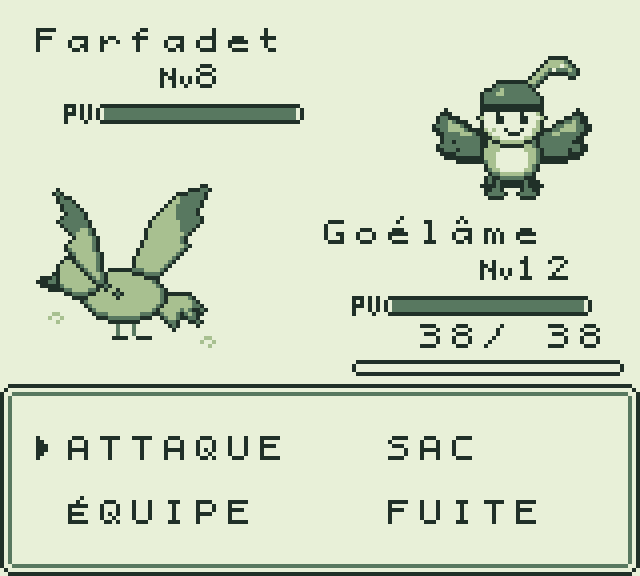 Farfadet
Nv8
PV
Goélâme
Nv12
PV
38/ 38
ATTAQUE SAC
ÉQUIPE FUITE